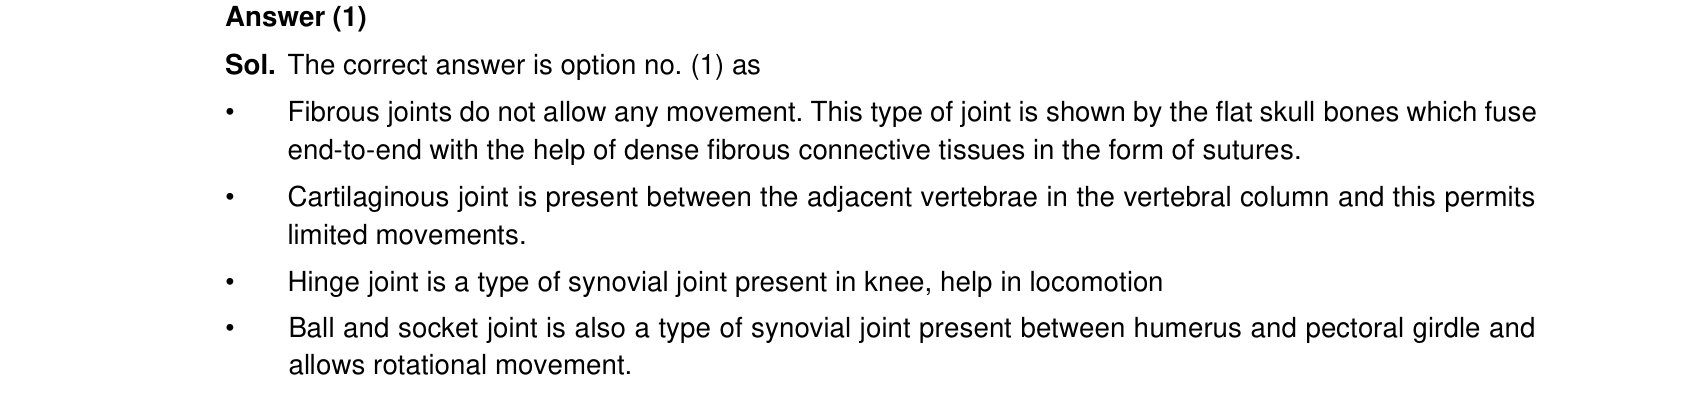 Answer (1)
Sol. The correct answer is option no. (1) as
• Fibrous joints do not allow any movement. This type of joint is shown by the flat skull bones which fuse
end-to-end with the help of dense fibrous connective tissues in the form of sutures.
• Cartilaginous joint is present between the adjacent vertebrae in the vertebral column and this permits
limited movements.
• Hinge joint is a type of synovial joint present in knee, help in locomotion
• Ball and socket joint is also a type of synovial joint present between humerus and pectoral girdle and
allows rotational movement.